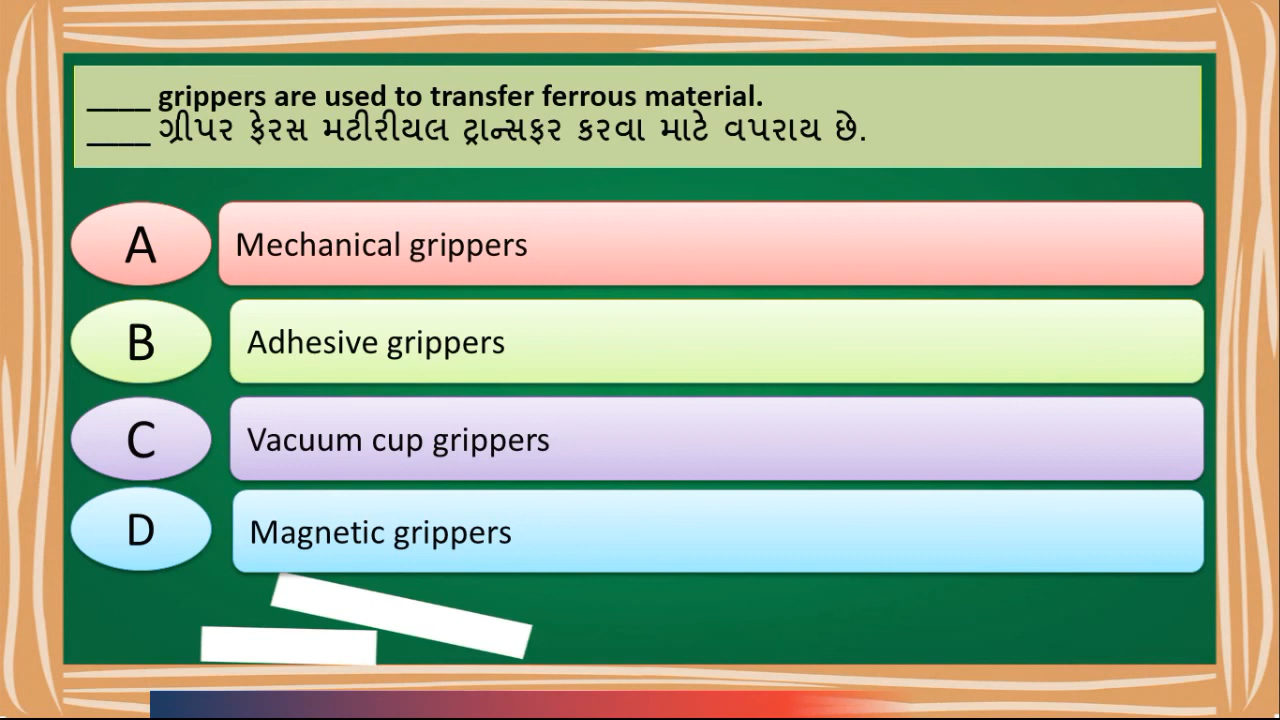 ____ grippers are used to transfer ferrous material.
____ ગ્રીપર ફેરસ મટીરીયલ ટ્રાન્સફર કરવા માટે વપરાય છે.
A
Mechanical grippers
B
Adhesive grippers
C
Vacuum cup grippers
D
Magnetic grippers